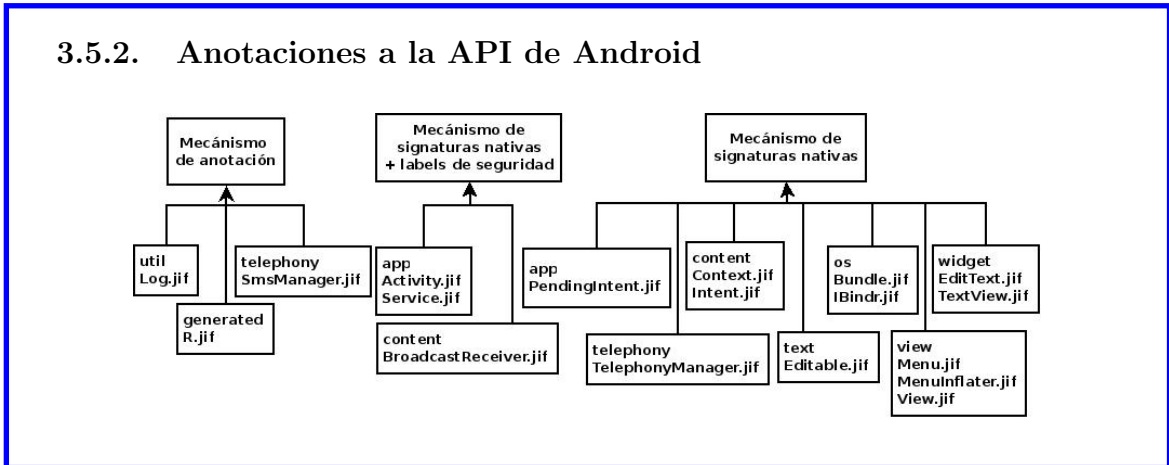 3.5.2. Anotaciones a la API de Android
Mecánismo
de anotación
Mecánismo de
signaturas nativas
+ labels de seguridad
Mecánismo de
signaturas nativas
util
Log.jif
telephony
SmsManager.jif
generated
R.jif
app
Activity.jif
Service.jif
content
BroadcastReceiver.jif
app
PendingIntent.jif
content
Context.jif
Intent.jif
os
Bundle.jif
IBindr.jif
widget
EditText.jif
TextView.jif
telephony
TelephonyManager.jif
text
Editable.jif
view
Menu.jif
MenuInflater.jif
View.jif